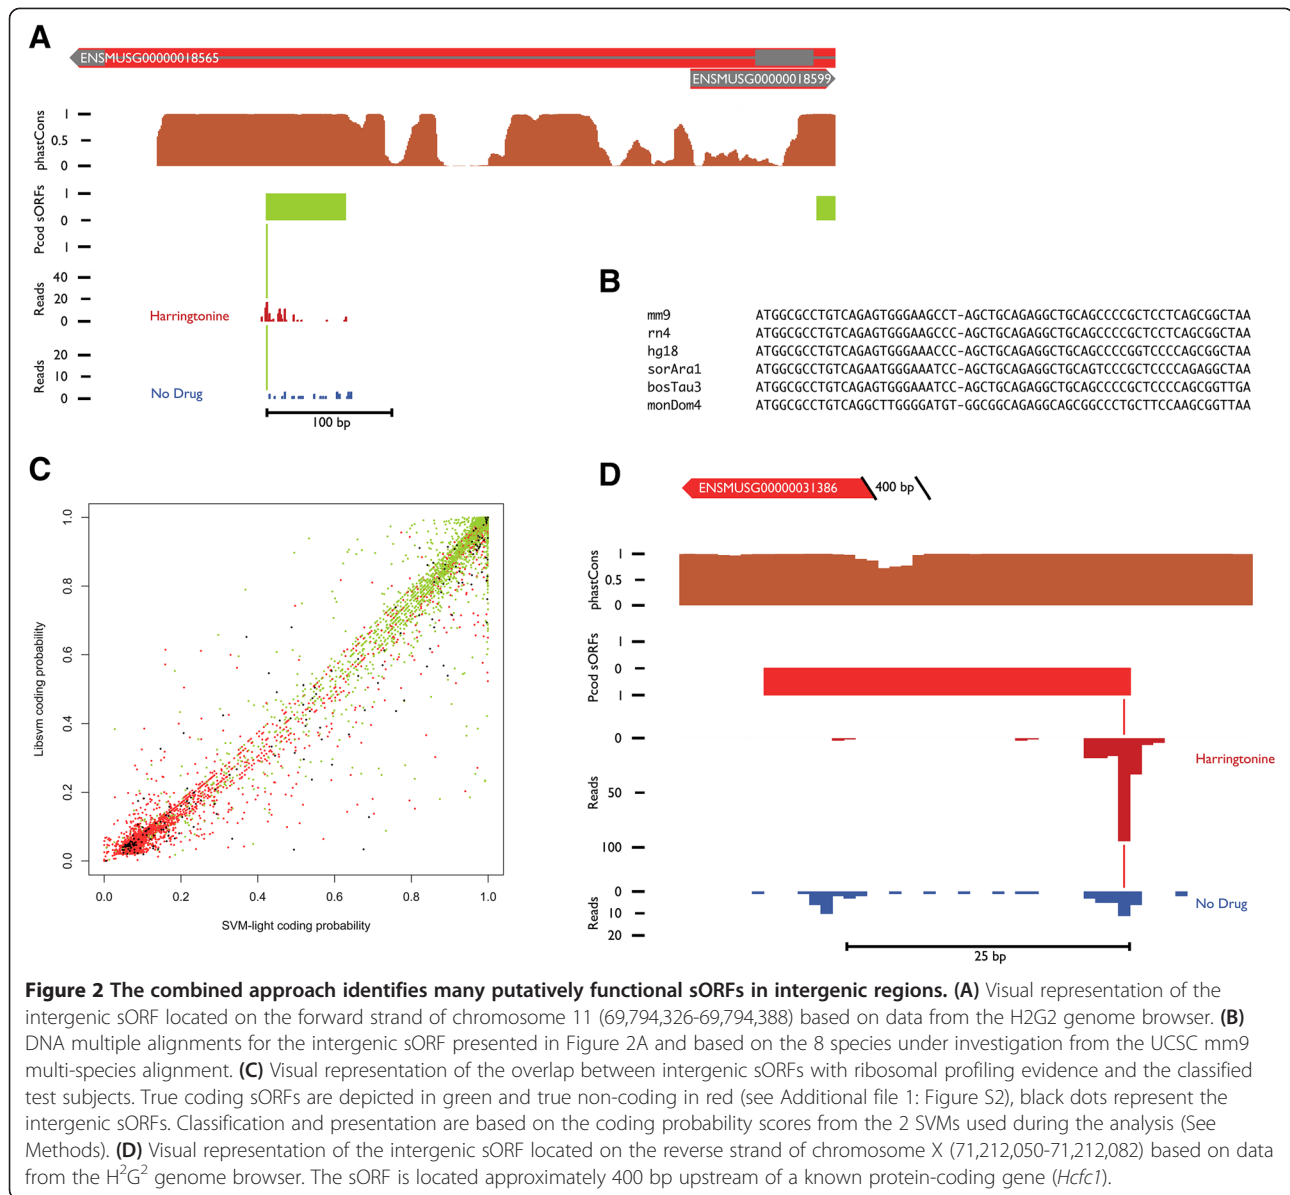 A
ENSMUSG00000018565
ENSMUSG00000018599
phastCons
1
0.5
0
Pcod sORFs
1
0
1
Reads
40
20
0
Harringtonine
Reads
20
10
0
No Drug
100 bp
B
mm9 ATGGCGCCTGTCAGAGTGGGAAGCCT-AGCTGCAGAGGCTGCAGCCCCGCTCCTCAGCGGCTAA
rn4 ATGGCGCCTGTCAGAGTGGGAAGCCC-AGCTGCAGAGGCTGCAGCCCCGCTCCCCAGCGGCTAA
hg18 ATGGCGCCTGTCAGAGTGGGAAACCC-AGCTGCAGAGGCTGCAGCCCCGGTCCCCAGCGGCTAA
sorAra1 ATGGCGCCTGTCAGAATGGGAAATCC-AGCTGCAGAGGCTGCAGTCCCGCTCCCCAGAGGCTAA
bosTau3 ATGGCGCCTGTCAGAGTGGGAAATCC-AGCTGCAGAGGCTGCAGCCCCGCTCCCCAGCGGTTGA
monDom4 ATGGCGCCTGTCAGGCTTGGGGATGT-GGCGGCAGAGGCAGCGGCCCTGCTTCCAAGCGGTTAA
C
Libsvm coding probability
1.0
0.8
0.6
0.4
0.2
0.0
0.0 0.2 0.4 0.6 0.8 1.0
SVM-light coding probability
D
ENSMUSG00000031386
400 bp
phastCons
1
0.5
0
Pcod sORFs
1
0
1
Reads
0
50
100
Harringtonine
Reads
0
10
20
No Drug
25 bp
Figure 2 The combined approach identifies many putatively functional sORFs in intergenic regions. (A) Visual representation of the
intergenic sORF located on the forward strand of chromosome 11 (69,794,326-69,794,388) based on data from the H2G2 genome browser. (B)
DNA multiple alignments for the intergenic sORF presented in Figure 2A and based on the 8 species under investigation from the UCSC mm9
multi-species alignment. (C) Visual representation of the overlap between intergenic sORFs with ribosomal profiling evidence and the classified
test subjects. True coding sORFs are depicted in green and true non-coding in red (see Additional file 1: Figure S2), black dots represent the
intergenic sORFs. Classification and presentation are based on the coding probability scores from the 2 SVMs used during the analysis (See
Methods). (D) Visual representation of the intergenic sORF located on the reverse strand of chromosome X (71,212,050-71,212,082) based on data
from the H²G² genome browser. The sORF is located approximately 400 bp upstream of a known protein-coding gene (Hcfc1).